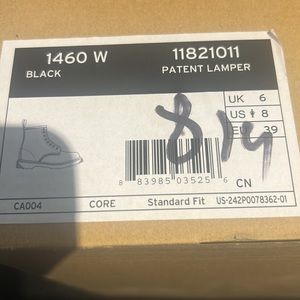 1460 W 11821011
BLACK PATENT LAMPER
UK 6
US 8
EU 39
8 83985 03525 6 CN
CA004 CORE Standard Fit US-242P0078362-01